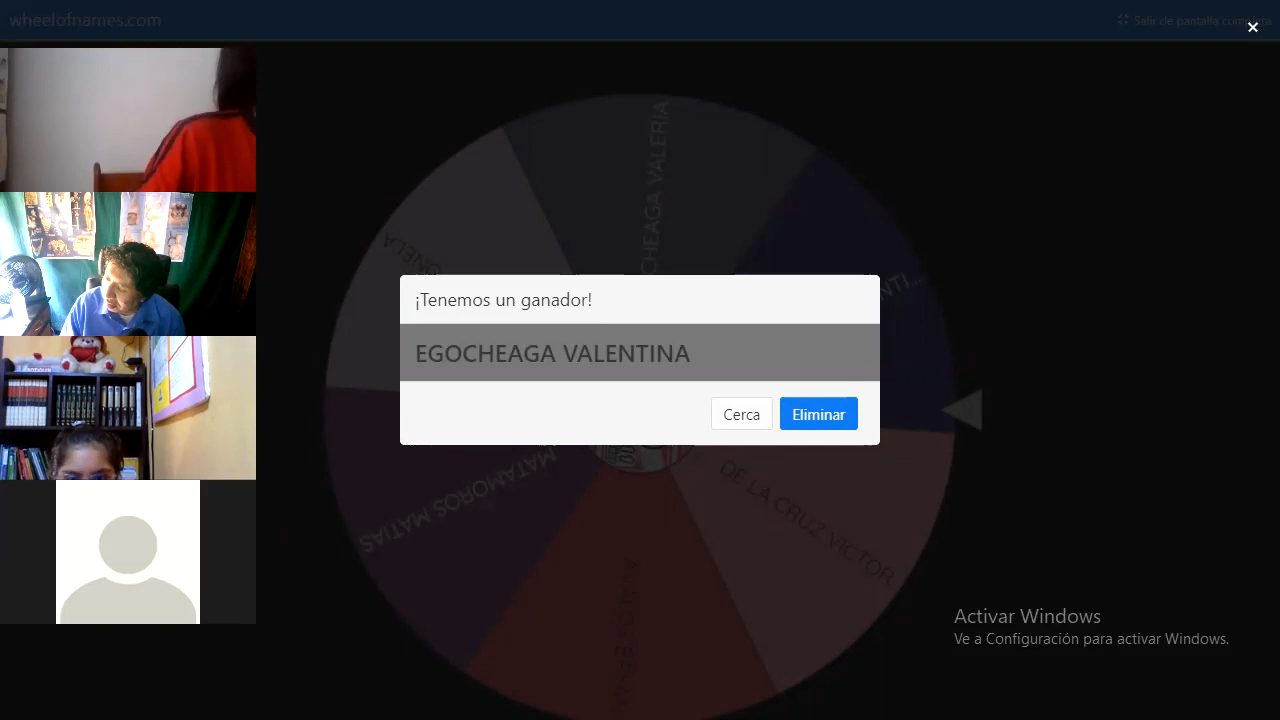 wheelofnames.com
Salir de pantalla completa
CHEAGA VALERIA
NTI...
¡Tenemos un ganador!
EGOCHEAGA VALENTINA
Cerca
Eliminar
MATAMOROS MATIAS
DE LA CRUZ VICTOR
Activar Windows
Ve a Configuración para activar Windows.